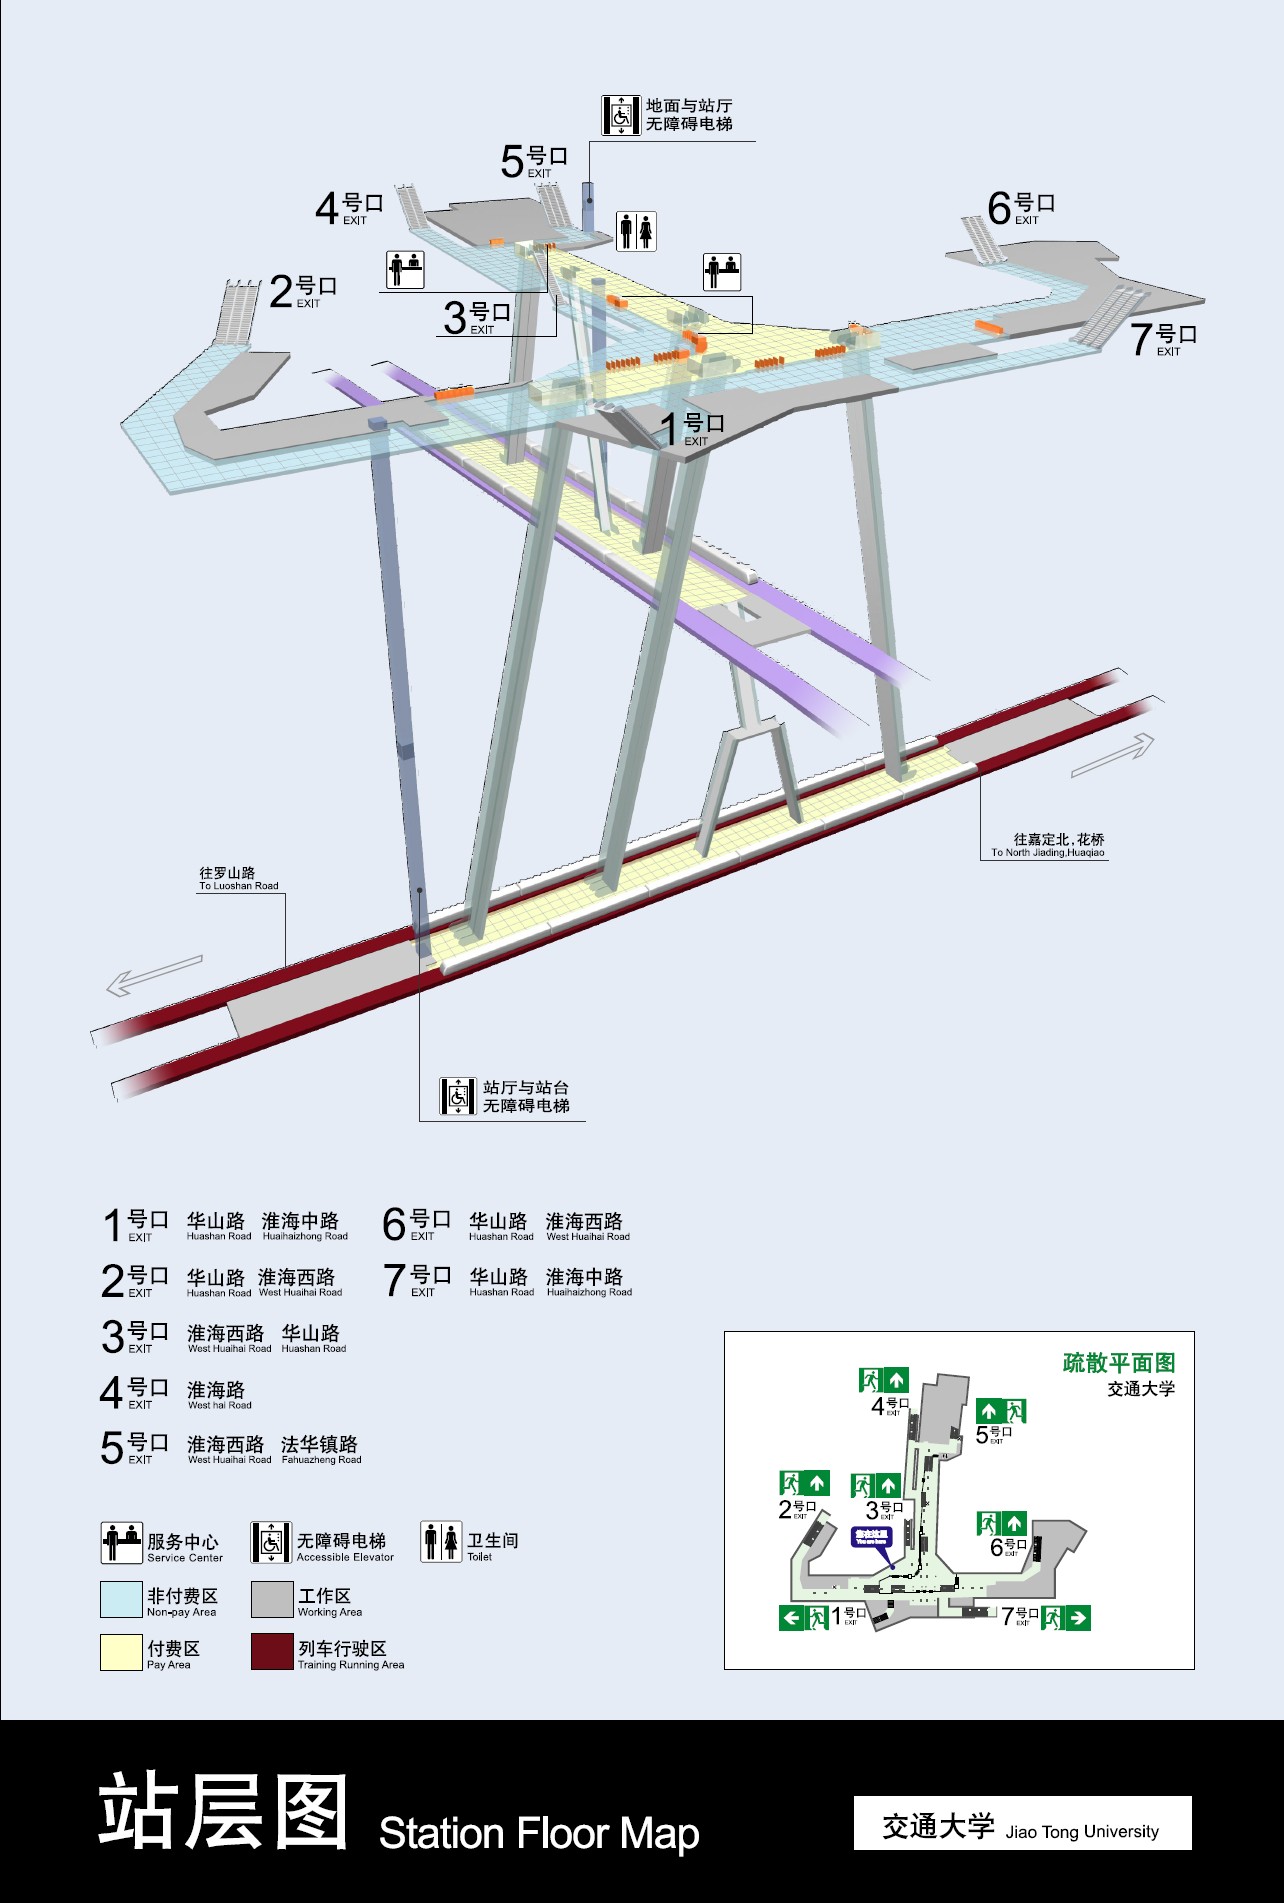 地面与站厅
无障碍电梯
5号口
EXIT
4号口
EXIT
6号口
EXIT
2号口
EXIT
3号口
EXIT
7号口
EXIT
1号口
EXIT
往嘉定北,花桥
To North Jiading,Huaqiao
往罗山路
To Luoshan Road
站厅与站台
无障碍电梯
1号口 华山路 淮海中路
EXIT Huashan Road Huaihaizhong Road
2号口 华山路 淮海西路
EXIT Huashan Road West Huaihai Road
3号口 淮海西路 华山路
EXIT West Huaihai Road Huashan Road
4号口 淮海路
EXIT West hai Road
5号口 淮海西路 法华镇路
EXIT West Huaihai Road Fahuazheng Road
6号口 华山路 淮海西路
EXIT Huashan Road West Huaihai Road
7号口 华山路 淮海中路
EXIT Huashan Road Huaihaizhong Road
服务中心
Service Center
无障碍电梯
Accessible Elevator
卫生间
Toilet
非付费区
Non-pay Area
工作区
Working Area
付费区
Pay Area
列车行驶区
Training Running Area
疏散平面图
交通大学
4号口
EXIT
5号口
EXIT
2号口
EXIT
3号口
EXIT
6号口
EXIT
您在这里
You are here
1号口
EXIT
7号口
EXIT
站层图 Station Floor Map
交通大学 Jiao Tong University